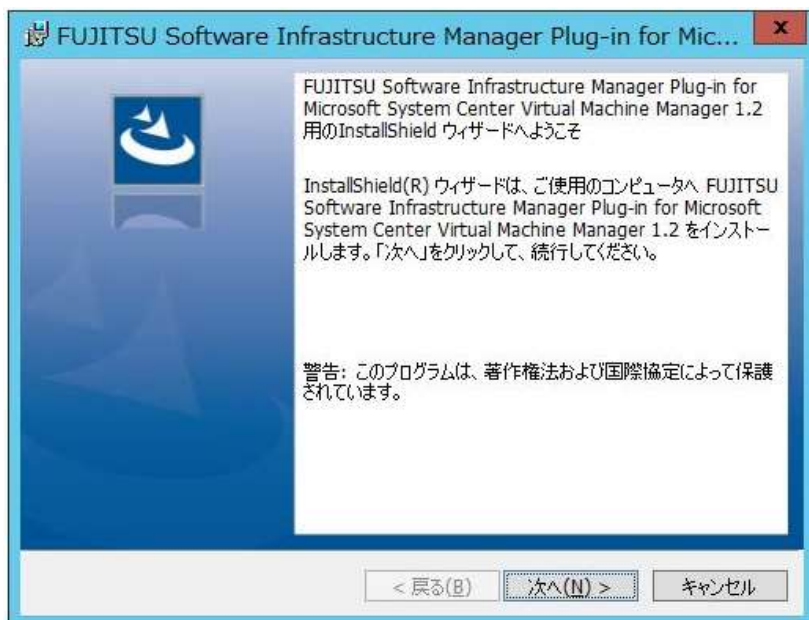 FUJITSU Software Infrastructure Manager Plug-in for Mic...
x
FUJITSU Software Infrastructure Manager Plug-in for
Microsoft System Center Virtual Machine Manager 1.2
用のInstallShield ウィザードへようこそ
InstallShield(R) ウィザードは、ご使用のコンピュータへ FUJITSU
Software Infrastructure Manager Plug-in for Microsoft
System Center Virtual Machine Manager 1.2 をインストー
ルします。「次へ」をクリックして、続行してください。
警告: このプログラムは、著作権法および国際協定によって保護
されています。
< 戻る(B)
次へ(N) >
キャンセル